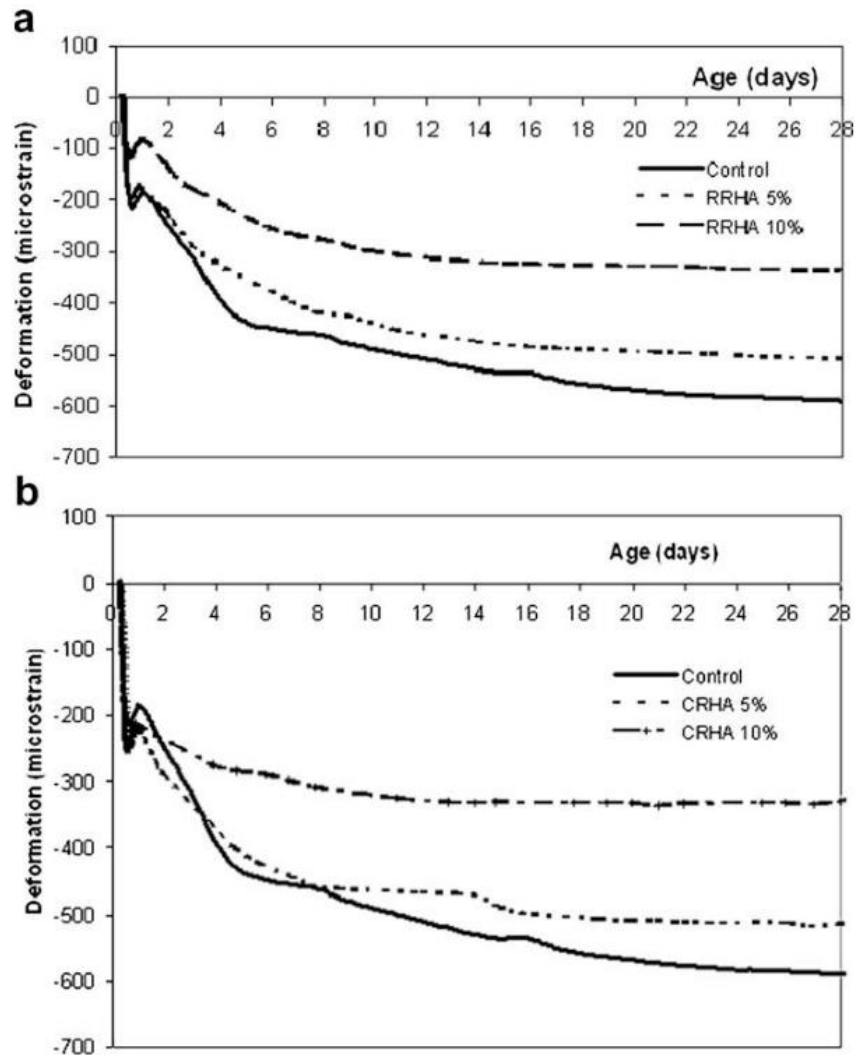 a
100
Age (days)
0
0 2 4 6 8 10 12 14 16 18 20 22 24 26 28
-100
Control
-200
RRHA 5%
RRHA 10%
-300
-400
-500
-600
-700
Deformation (microstrain)
b
100
Age (days)
0
0 2 4 6 8 10 12 14 16 18 20 22 24 26 28
-100
Control
-200
CRHA 5%
CRHA 10%
-300
-400
-500
-600
-700
Deformation (microstrain)